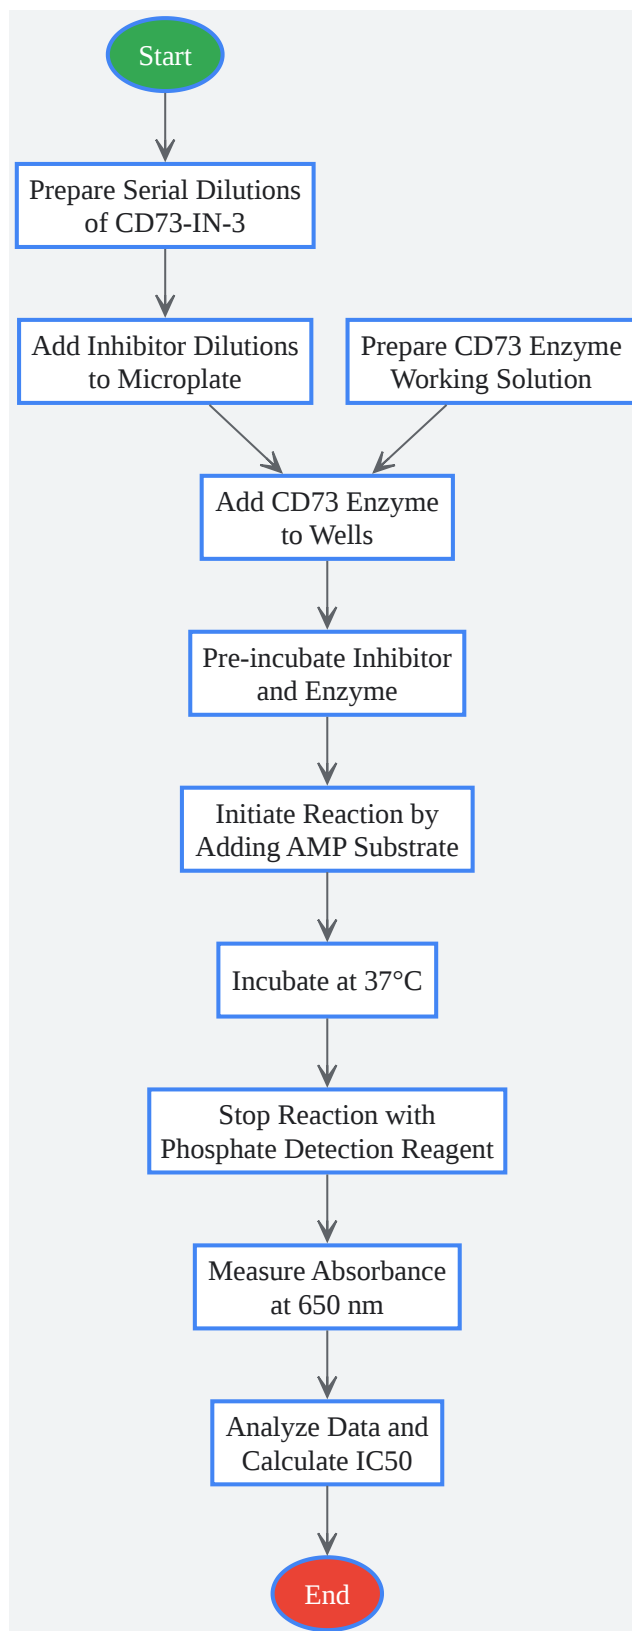 Start
Prepare Serial Dilutions
of CD73-IN-3
Add Inhibitor Dilutions
to Microplate
Prepare CD73 Enzyme
Working Solution
Add CD73 Enzyme
to Wells
Pre-incubate Inhibitor
and Enzyme
Initiate Reaction by
Adding AMP Substrate
Incubate at 37°C
Stop Reaction with
Phosphate Detection Reagent
Measure Absorbance
at 650 nm
Analyze Data and
Calculate IC50
End